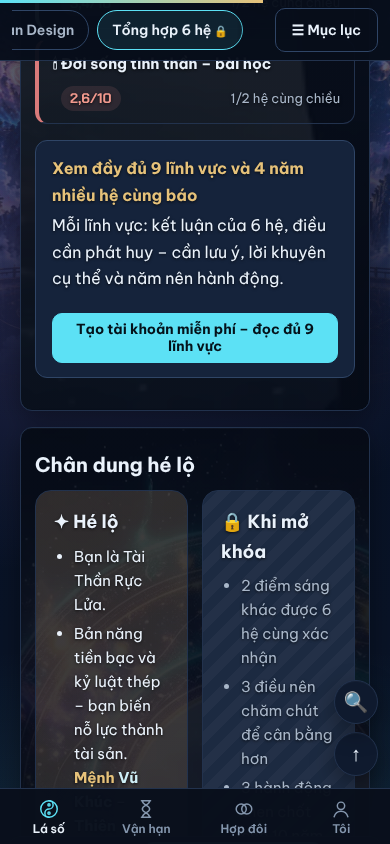 ın Design
Tổng hợp 6 hệ 🔒
☰ Mục lục
Đời sống tinh thần – bài học
2,6/10
1/2 hệ cùng chiều
Xem đầy đủ 9 lĩnh vực và 4 năm
nhiều hệ cùng báo
Mỗi lĩnh vực: kết luận của 6 hệ, điều
cần phát huy – cần lưu ý, lời khuyên
cụ thể và năm nên hành động.
Tạo tài khoản miễn phí – đọc đủ 9
lĩnh vực
Chân dung hé lộ
✦ Hé lộ
• Bạn là Tài
Thần Rực
Lửa.
• Bản năng
tiền bạc và
kỷ luật thép
– bạn biến
nỗ lực thành
tài sản.
Mệnh Vũ
🔒 Khi mở
khóa
• 2 điểm sáng
khác được 6
hệ cùng xác
nhận
• 3 điều nên
chăm chút
để cân bằng
hơn
• 3 hành động
Lá số
Vận hạn
Hợp đôi
Tôi